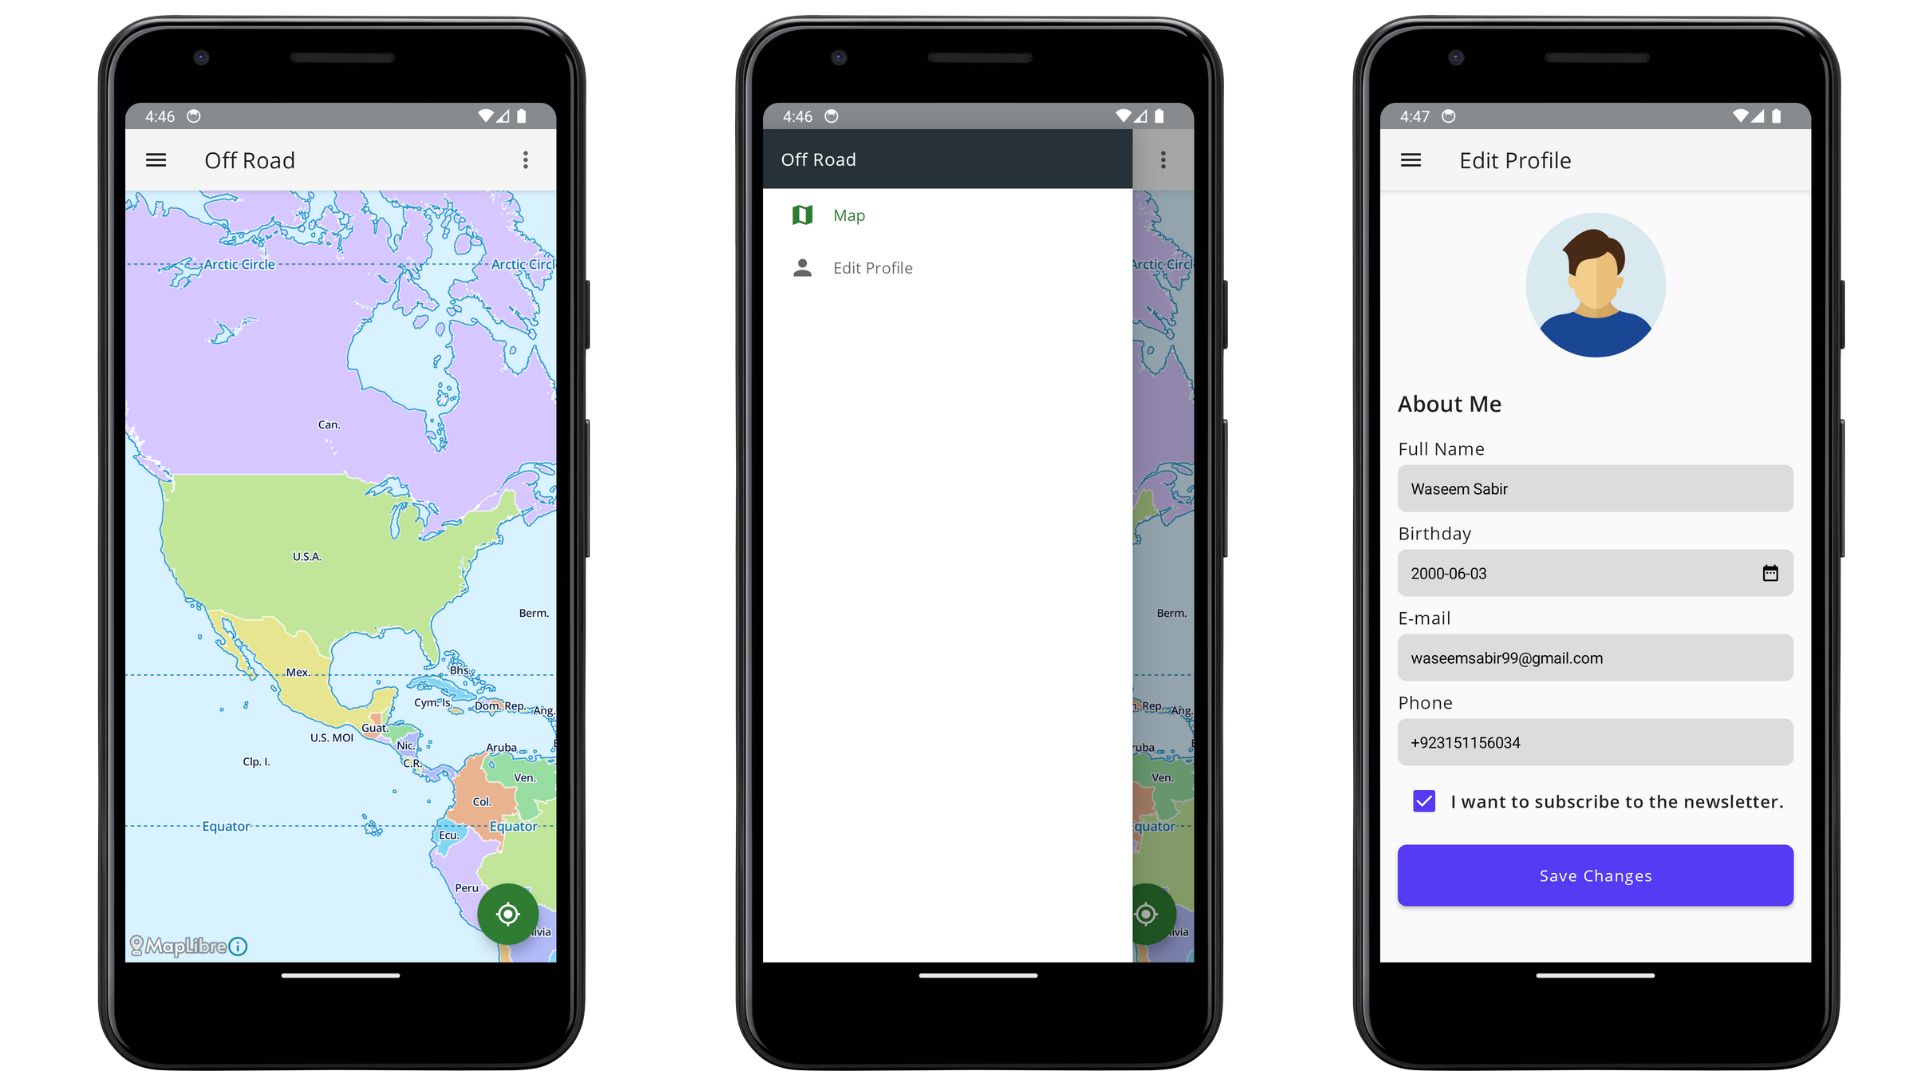 4:46
Off Road
Arctic Circle
Arctic Circl
Can.
U.S.A.
Berm.
Mex.
Bhs.
Cym. Is.
Dom. Rep.
Ang.
Guat.
U.S. MOI
Nic.
Aruba
C.R.
Clp. I.
Ven.
Col.
Equator
Equator
Ecu.
Peru
livia
MapLibre
4:46
Off Road
Map
Edit Profile
Arctic Circl
Berm.
n. Rep.
Ang.
ruba
Ven.
quator
livia
4:47
Edit Profile
About Me
Full Name
Waseem Sabir
Birthday
2000-06-03
E-mail
waseemsabir99@gmail.com
Phone
+923151156034
I want to subscribe to the newsletter.
Save Changes